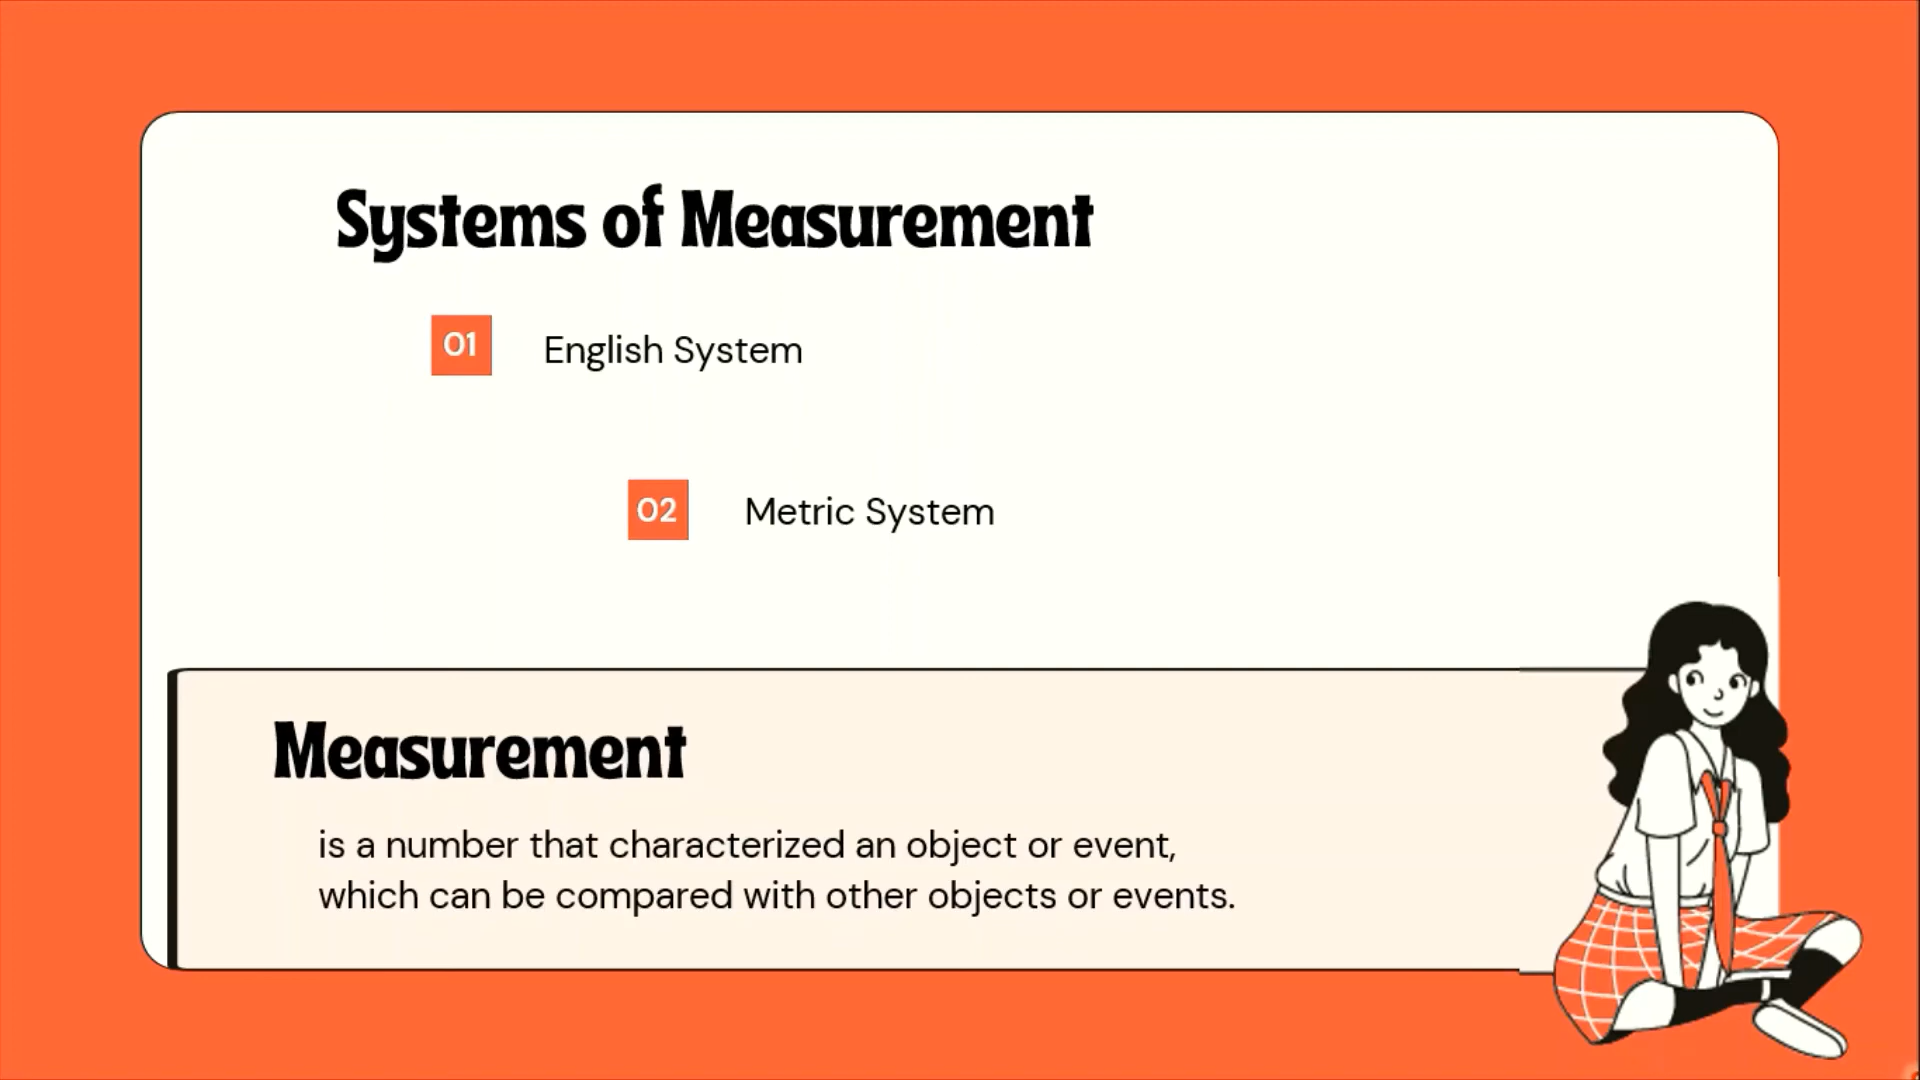 Systems of Measurement
01 English System
02 Metric System
Measurement
is a number that characterized an object or event,
which can be compared with other objects or events.